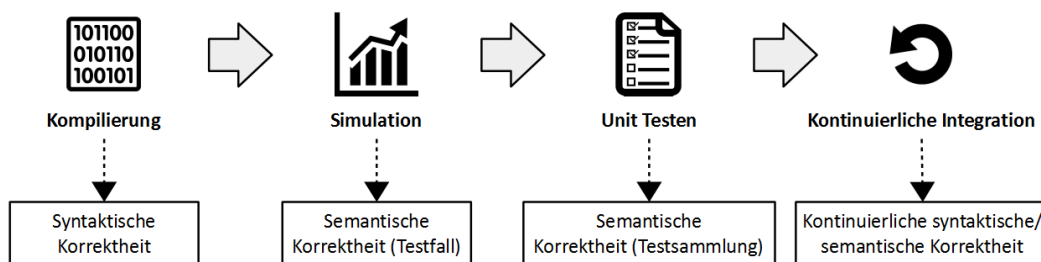 101100
010110
100101
Kompilierung
Simulation
Unit Testen
Kontinuierliche Integration
Syntaktische
Korrektheit
Semantische
Korrektheit (Testfall)
Semantische
Korrektheit (Testsammlung)
Kontinuierliche syntaktische/
semantische Korrektheit